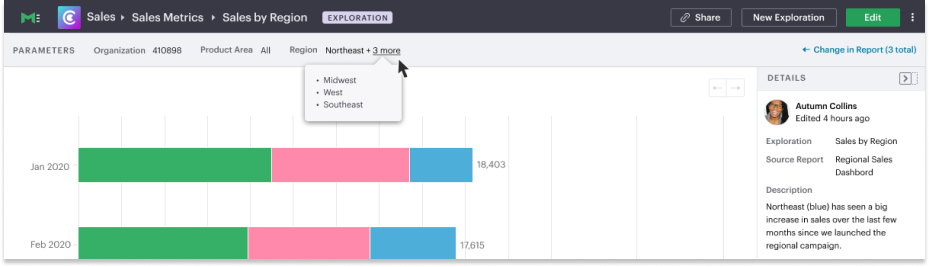 Sales ▸ Sales Metrics ▸ Sales by Region EXPLORATION Share New Exploration Edit
PARAMETERS Organization 410898 Product Area All Region Northeast + 3 more ← Change in Report (3 total)
• Midwest
• West
• Southeast
DETAILS
Autumn Collins
Edited 4 hours ago
Exploration Sales by Region
Source Report Regional Sales
Dashbord
Description
Northeast (blue) has seen a big
increase in sales over the last few
months since we launched the
regional campaign.
Jan 2020 18,403
Feb 2020 17,615